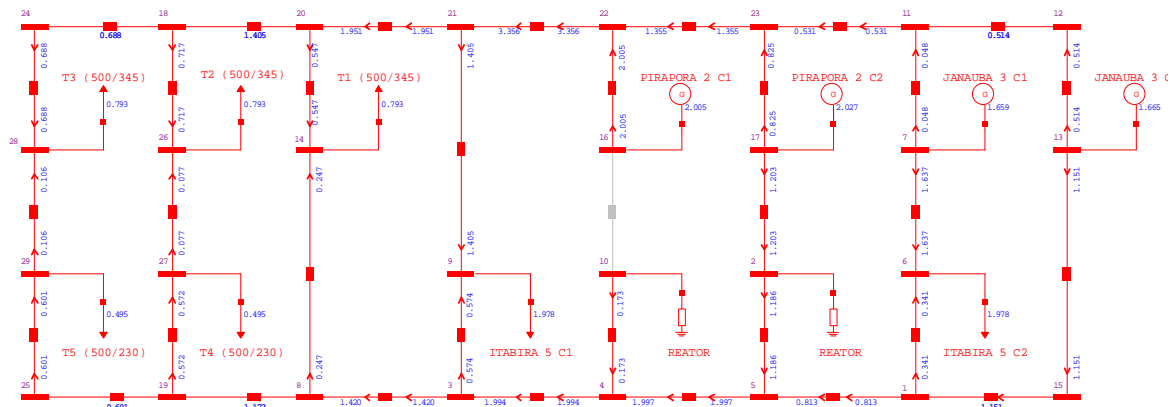 24 18 20 21 22 23 11 12
0.688 1.405 1.951 1.951 3.356 3.356 1.355 1.355 0.531 0.531 0.514
0.688 0.717 0.547 1.405 2.005 0.825 0.048 0.514
T3 (500/345) T2 (500/345) T1 (500/345) PIRAPORA 2 C1 PIRAPORA 2 C2 JANAUBA 3 C1 JANAUBA 3 C
G G G G
0.793 0.793 0.793 2.005 2.027 1.659 1.665
0.688 0.717 0.547 2.005 0.825 0.048 0.514
28 26 14 16 17 7 13
0.106 0.077 0.247 1.203 1.637 1.151
0.106 0.077 1.405 1.203 1.637
29 27 9 10 2 6
0.601 0.572 0.574 0.173 1.186 0.341
0.495 0.495 1.978 1.978
T5 (500/230) T4 (500/230) ITABIRA 5 C1 REATOR REATOR ITABIRA 5 C2
0.601 0.572 0.247 0.574 0.173 1.186 0.341 1.151
25 19 8 3 4 5 1 15
0.601 1.173 1.420 1.420 1.994 1.994 1.997 1.997 0.813 0.813 1.151